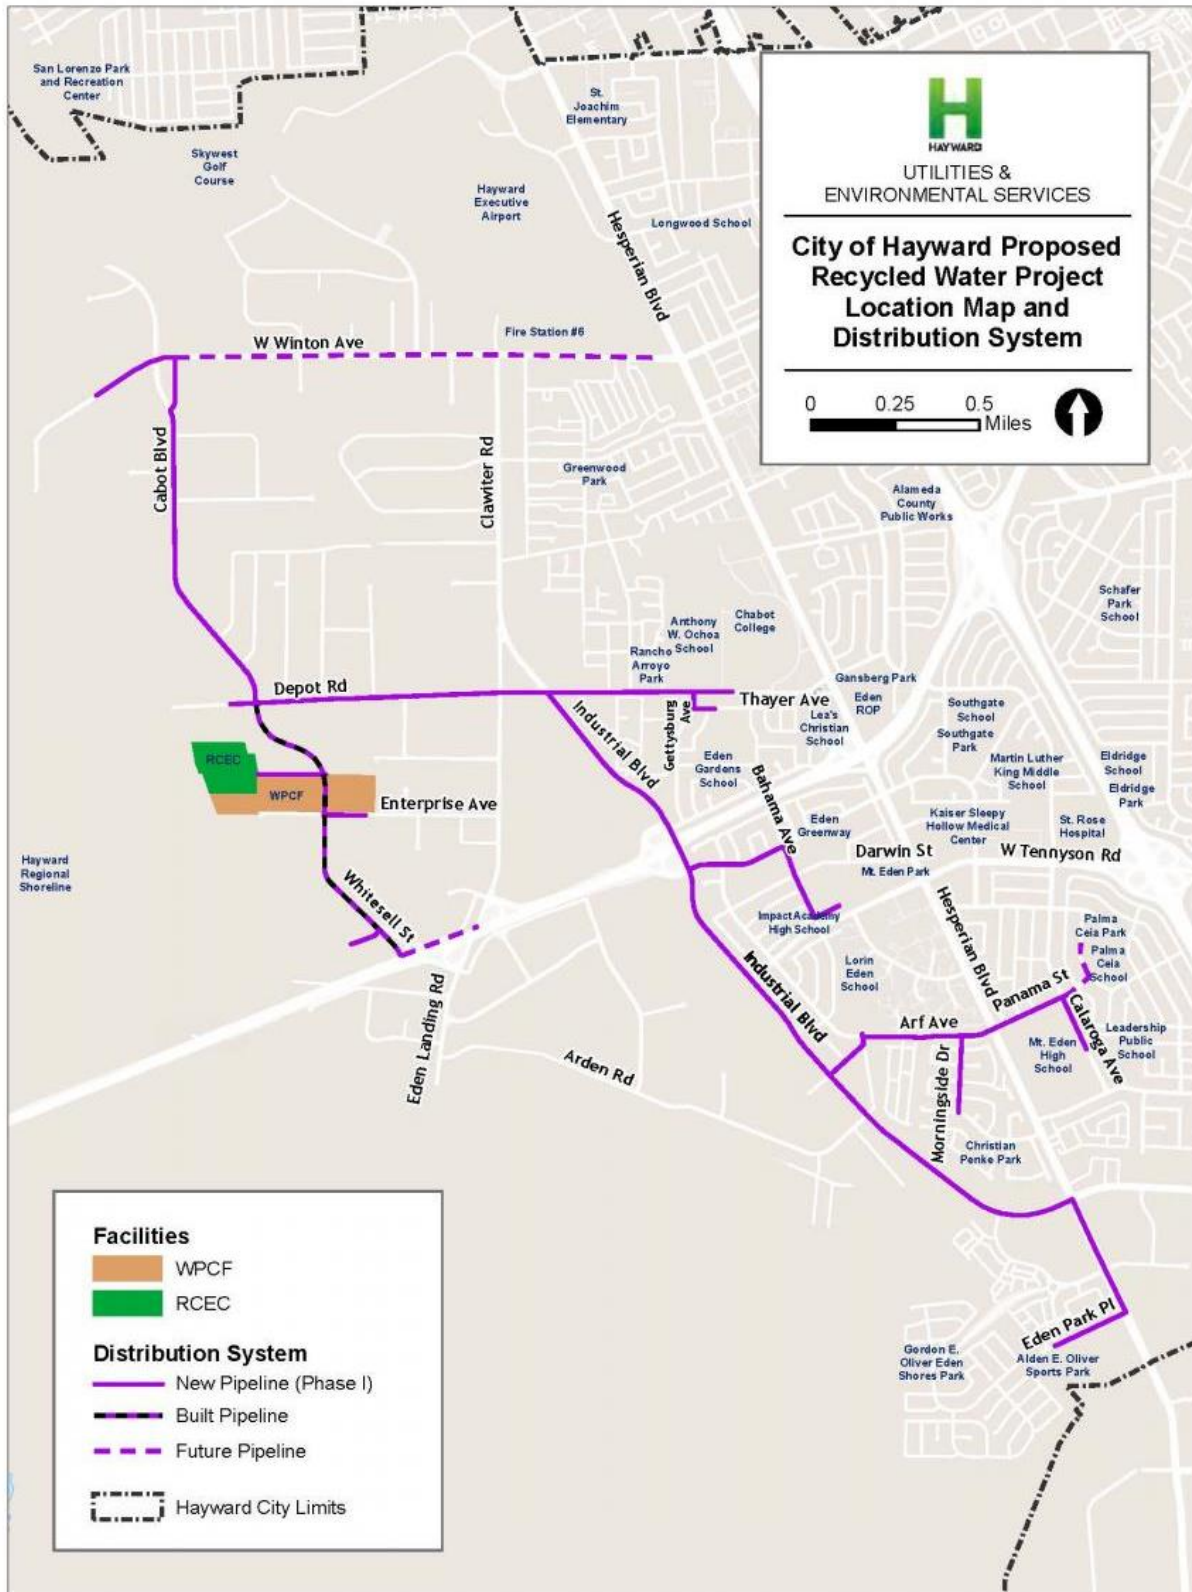 San Lorenzo Park
and Recreation
Center
Skywest
Golf
Course
St.
Joachim
Elementary
Hayward
Executive
Airport
Longwood School
Hesperian Blvd
H
HAYWARD
UTILITIES &
ENVIRONMENTAL SERVICES
City of Hayward Proposed
Recycled Water Project
Location Map and
Distribution System
0 0.25 0.5
Miles
W Winton Ave
Fire Station #6
Cabot Blvd
Clawiter Rd
Greenwood
Park
Alameda
County
Public Works
Schafer
Park
School
Chabot
College
Anthony
W. Ochoa
School
Rancho
Arroyo
Park
Depot Rd
Thayer Ave
Gansberg Park
Eden
ROP
Lea's
Christian
School
Southgate
School
Southgate
Park
Industrial Blvd
Gettysburg
Ave
Eden
Gardens
School
Bahama Ave
Martin Luther
King Middle
School
Eldridge
School
Eldridge
Park
RCEC
WPCF
Enterprise Ave
Eden
Greenway
Kaiser Sleepy
Hollow Medical
Center
St. Rose
Hospital
Darwin St
W Tennyson Rd
Mt. Eden Park
Hayward
Regional
Shoreline
Whitesell St
Impact Academy
High School
Hesperian Blvd
Palma
Ceia Park
Palma
Ceia
School
Lorin
Eden
School
Industrial Blvd
Panama St
Eden Landing Rd
Arf Ave
Calaroga Ave
Mt. Eden
High
School
Leadership
Public
School
Arden Rd
Morningside Dr
Christian
Penke Park
Eden Park Pl
Gordon E.
Oliver Eden
Shores Park
Alden E. Oliver
Sports Park
Facilities
WPCF
RCEC
Distribution System
New Pipeline (Phase I)
Built Pipeline
Future Pipeline
Hayward City Limits